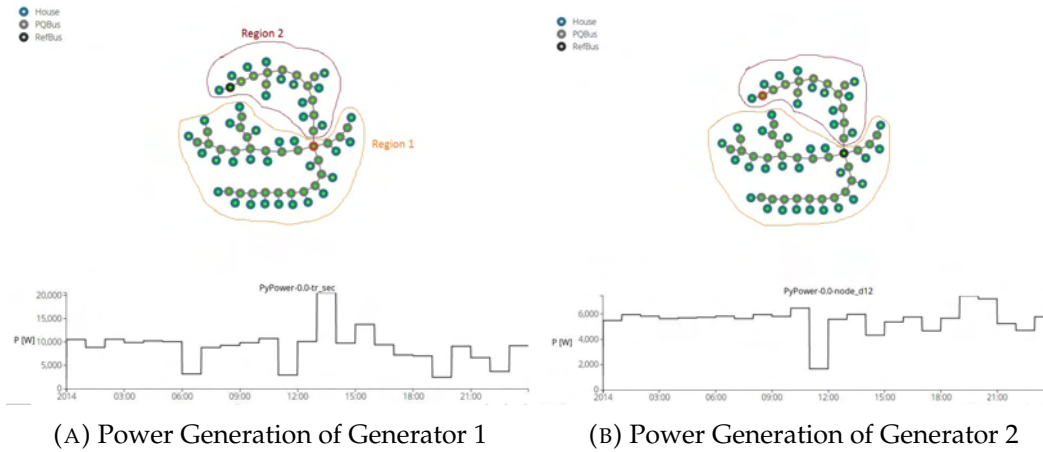 House
PQBus
RefBus
Region 2
Region 1
PyPower-0.0-tr_sec
20,000
15,000
P [W]
10,000
5,000
0
2014 03:00 06:00 09:00 12:00 15:00 18:00 21:00
(A) Power Generation of Generator 1
House
PQBus
RefBus
PyPower-0.0-node_d12
6,000
P [W]
4,000
2,000
0
2014 03:00 06:00 09:00 12:00 15:00 18:00 21:00
(B) Power Generation of Generator 2